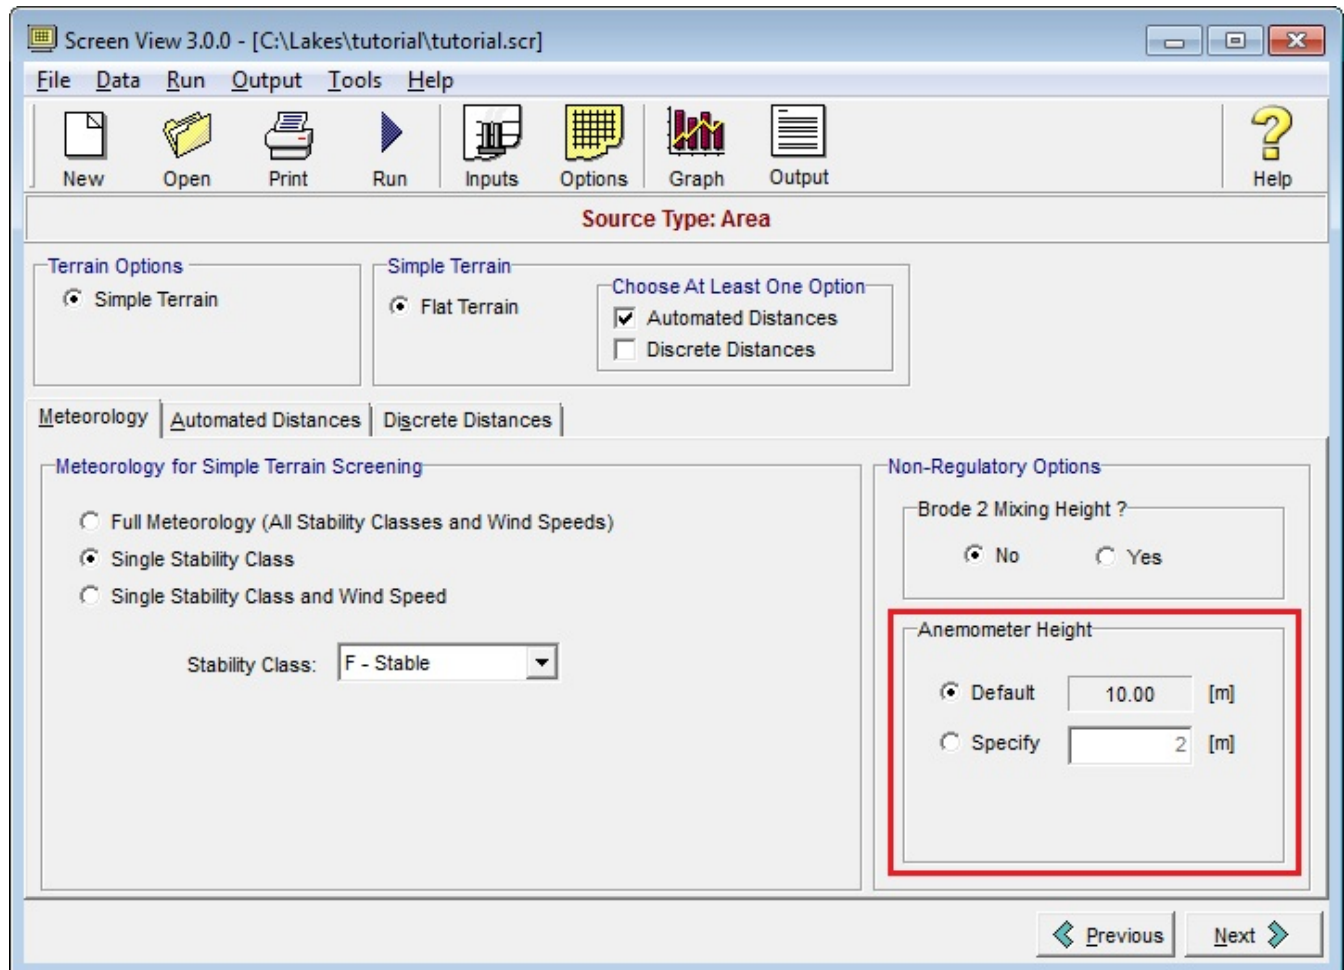 Screen View 3.0.0 - [C:\Lakes\tutorial\tutorial.scr]
File Data Run Output Tools Help
New Open Print Run Inputs Options Graph Output Help
Source Type: Area
Terrain Options
Simple Terrain
Simple Terrain
Flat Terrain
Choose At Least One Option
Automated Distances
Discrete Distances
Meteorology Automated Distances Discrete Distances
Meteorology for Simple Terrain Screening
Full Meteorology (All Stability Classes and Wind Speeds)
Single Stability Class
Single Stability Class and Wind Speed
Stability Class: F - Stable
Non-Regulatory Options
Brode 2 Mixing Height ?
No Yes
Anemometer Height
Default 10.00 [m]
Specify 2 [m]
Previous Next